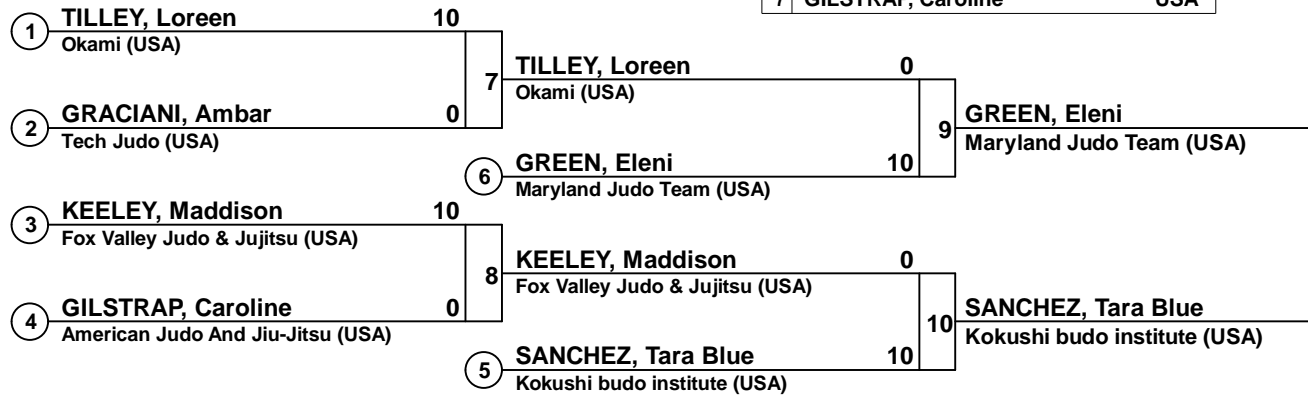 7 GILSTRAP, Caroline USA
1 TILLEY, Loreen 10
Okami (USA)
2 GRACIANI, Ambar 0
Tech Judo (USA)
7
TILLEY, Loreen 0
Okami (USA)
6 GREEN, Eleni 10
Maryland Judo Team (USA)
9
GREEN, Eleni
Maryland Judo Team (USA)
3 KEELEY, Maddison 10
Fox Valley Judo & Jujitsu (USA)
4 GILSTRAP, Caroline 0
American Judo And Jiu-Jitsu (USA)
8
KEELEY, Maddison 0
Fox Valley Judo & Jujitsu (USA)
5 SANCHEZ, Tara Blue 10
Kokushi budo institute (USA)
10
SANCHEZ, Tara Blue
Kokushi budo institute (USA)